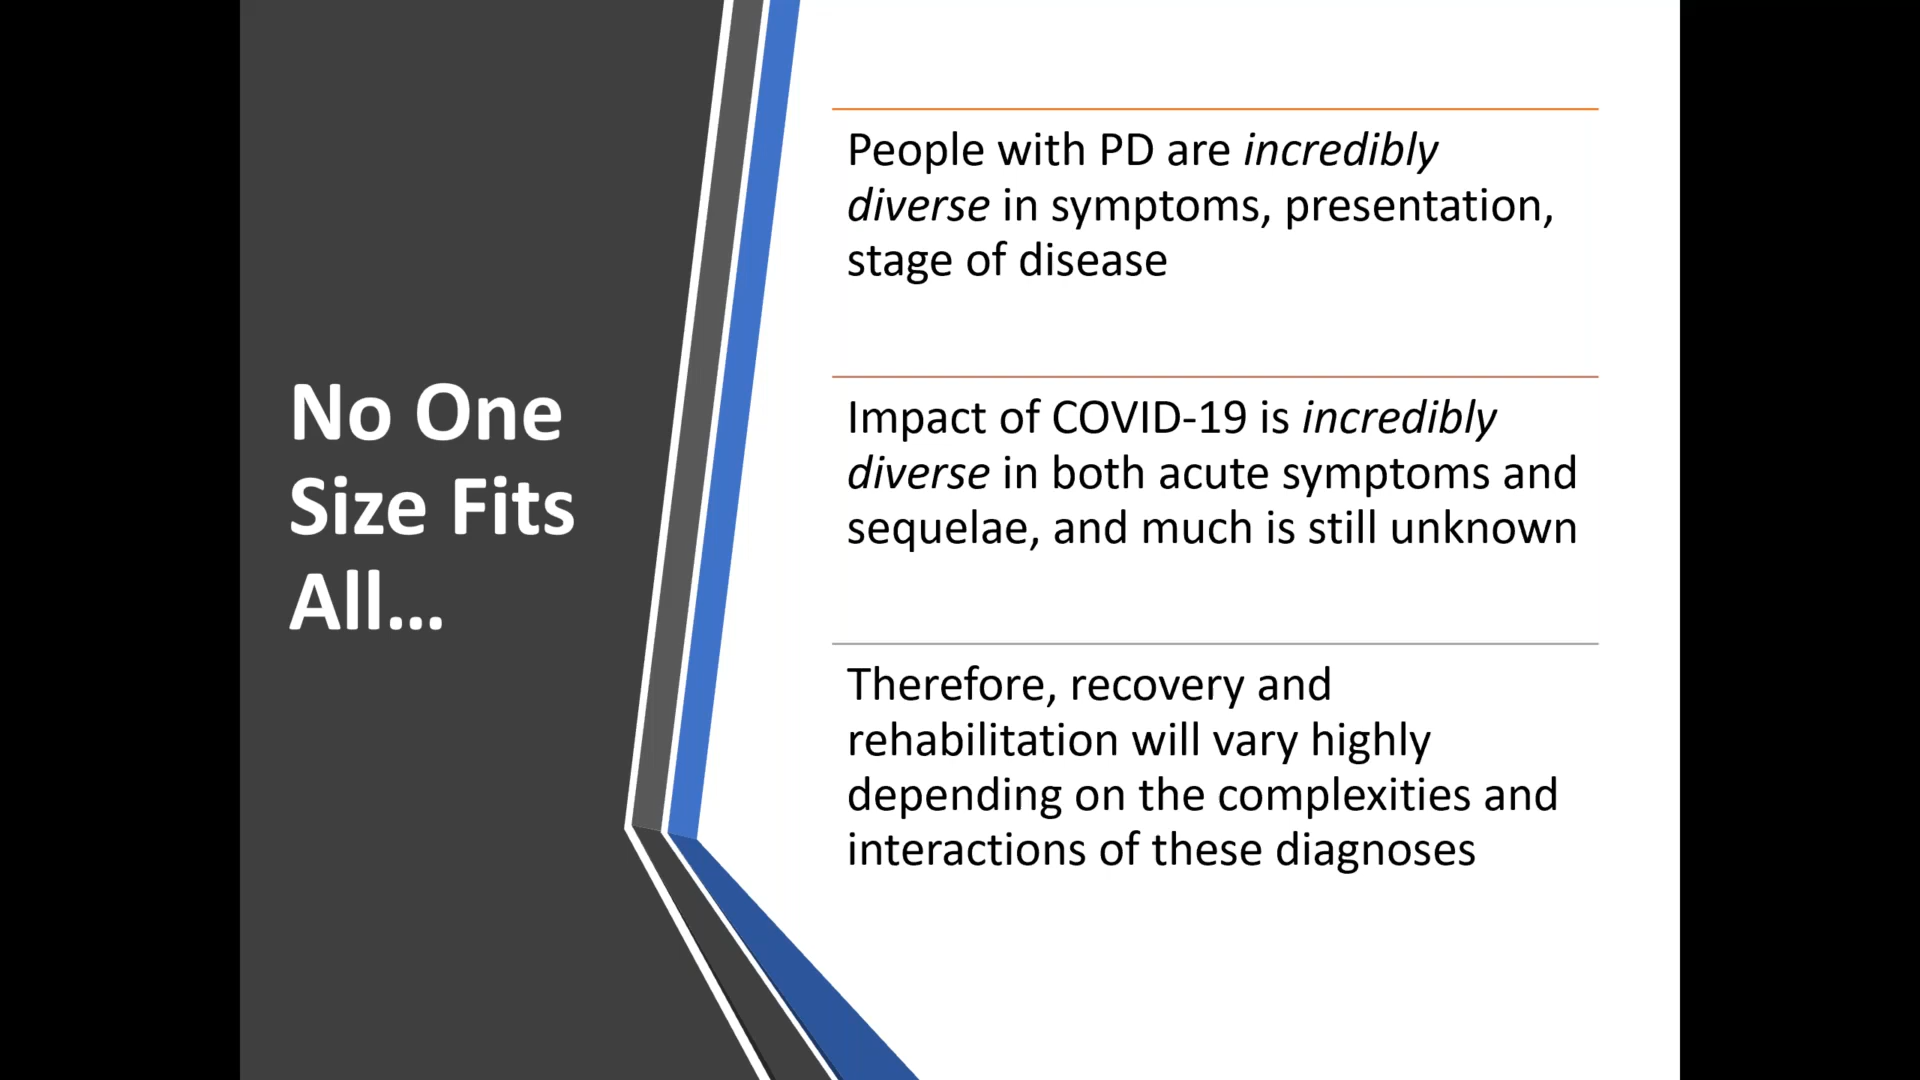 No One
Size Fits
All...
People with PD are incredibly
diverse in symptoms, presentation,
stage of disease
Impact of COVID-19 is incredibly
diverse in both acute symptoms and
sequelae, and much is still unknown
Therefore, recovery and
rehabilitation will vary highly
depending on the complexities and
interactions of these diagnoses